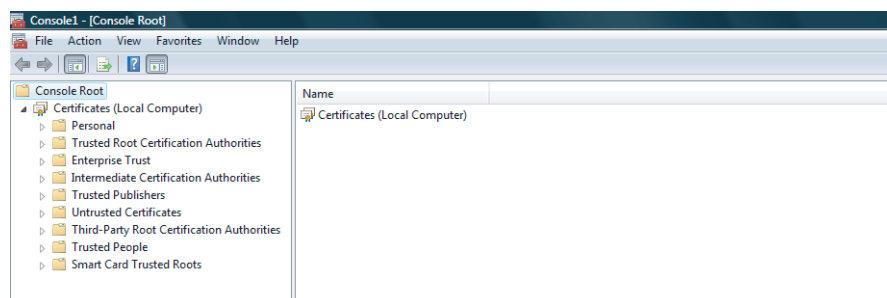 Console1 - [Console Root]
File Action View Favorites Window Help
Console Root
Certificates (Local Computer)
Personal
Trusted Root Certification Authorities
Enterprise Trust
Intermediate Certification Authorities
Trusted Publishers
Untrusted Certificates
Third-Party Root Certification Authorities
Trusted People
Smart Card Trusted Roots
Name
Certificates (Local Computer)